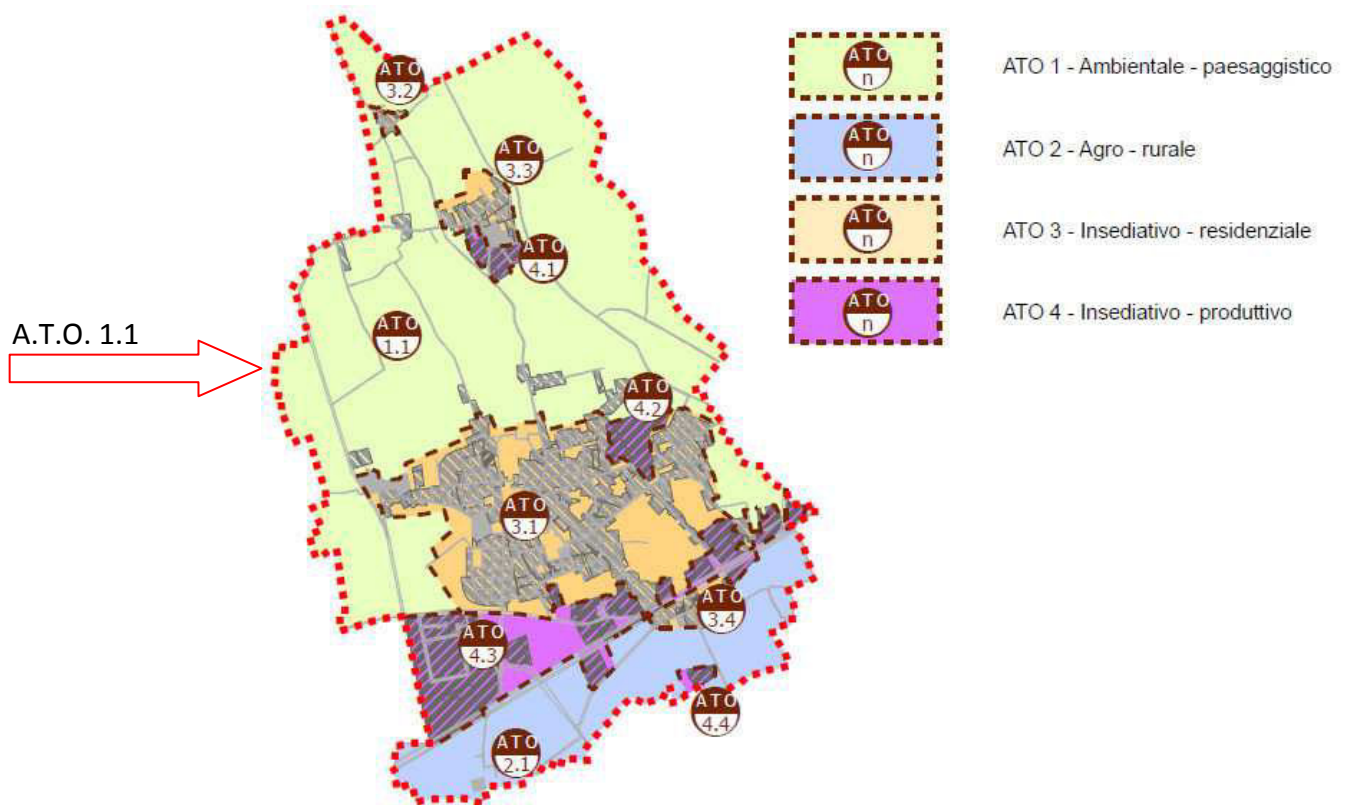 ATO
3.2
ATO
3.3
ATO
4.1
A.T.O. 1.1
ATO
1.1
ATO
4.2
ATO
3.1
ATO
3.4
ATO
4.3
ATO
4.4
ATO
2.1
ATO
n
ATO 1 - Ambientale - paesaggistico
ATO
n
ATO 2 - Agro - rurale
ATO
n
ATO 3 - Insediativo - residenziale
ATO
n
ATO 4 - Insediativo - produttivo